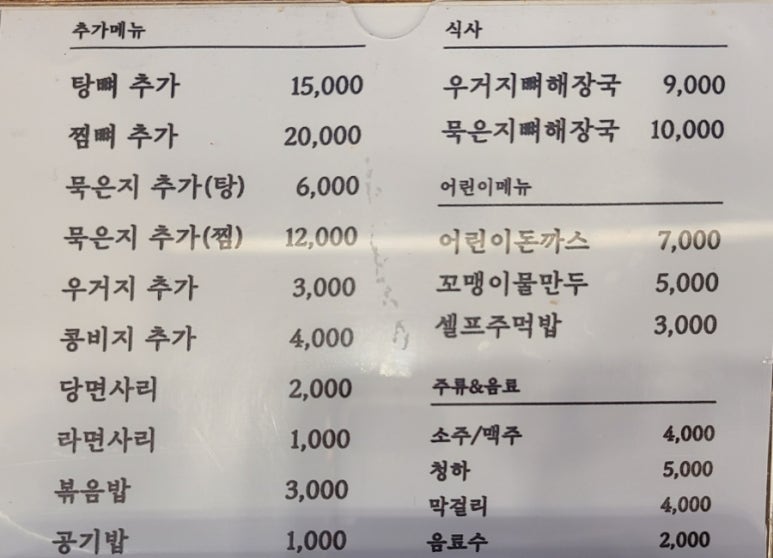 추가메뉴
탕뼈 추가 15,000
찜뼈 추가 20,000
묵은지 추가(탕) 6,000
묵은지 추가(찜) 12,000
우거지 추가 3,000
콩비지 추가 4,000
당면사리 2,000
라면사리 1,000
볶음밥 3,000
공기밥 1,000
식사
우거지뼈해장국 9,000
묵은지뼈해장국 10,000
어린이메뉴
어린이돈까스 7,000
꼬맹이물만두 5,000
셀프주먹밥 3,000
주류&음료
소주/맥주 4,000
청하 5,000
막걸리 4,000
음료수 2,000